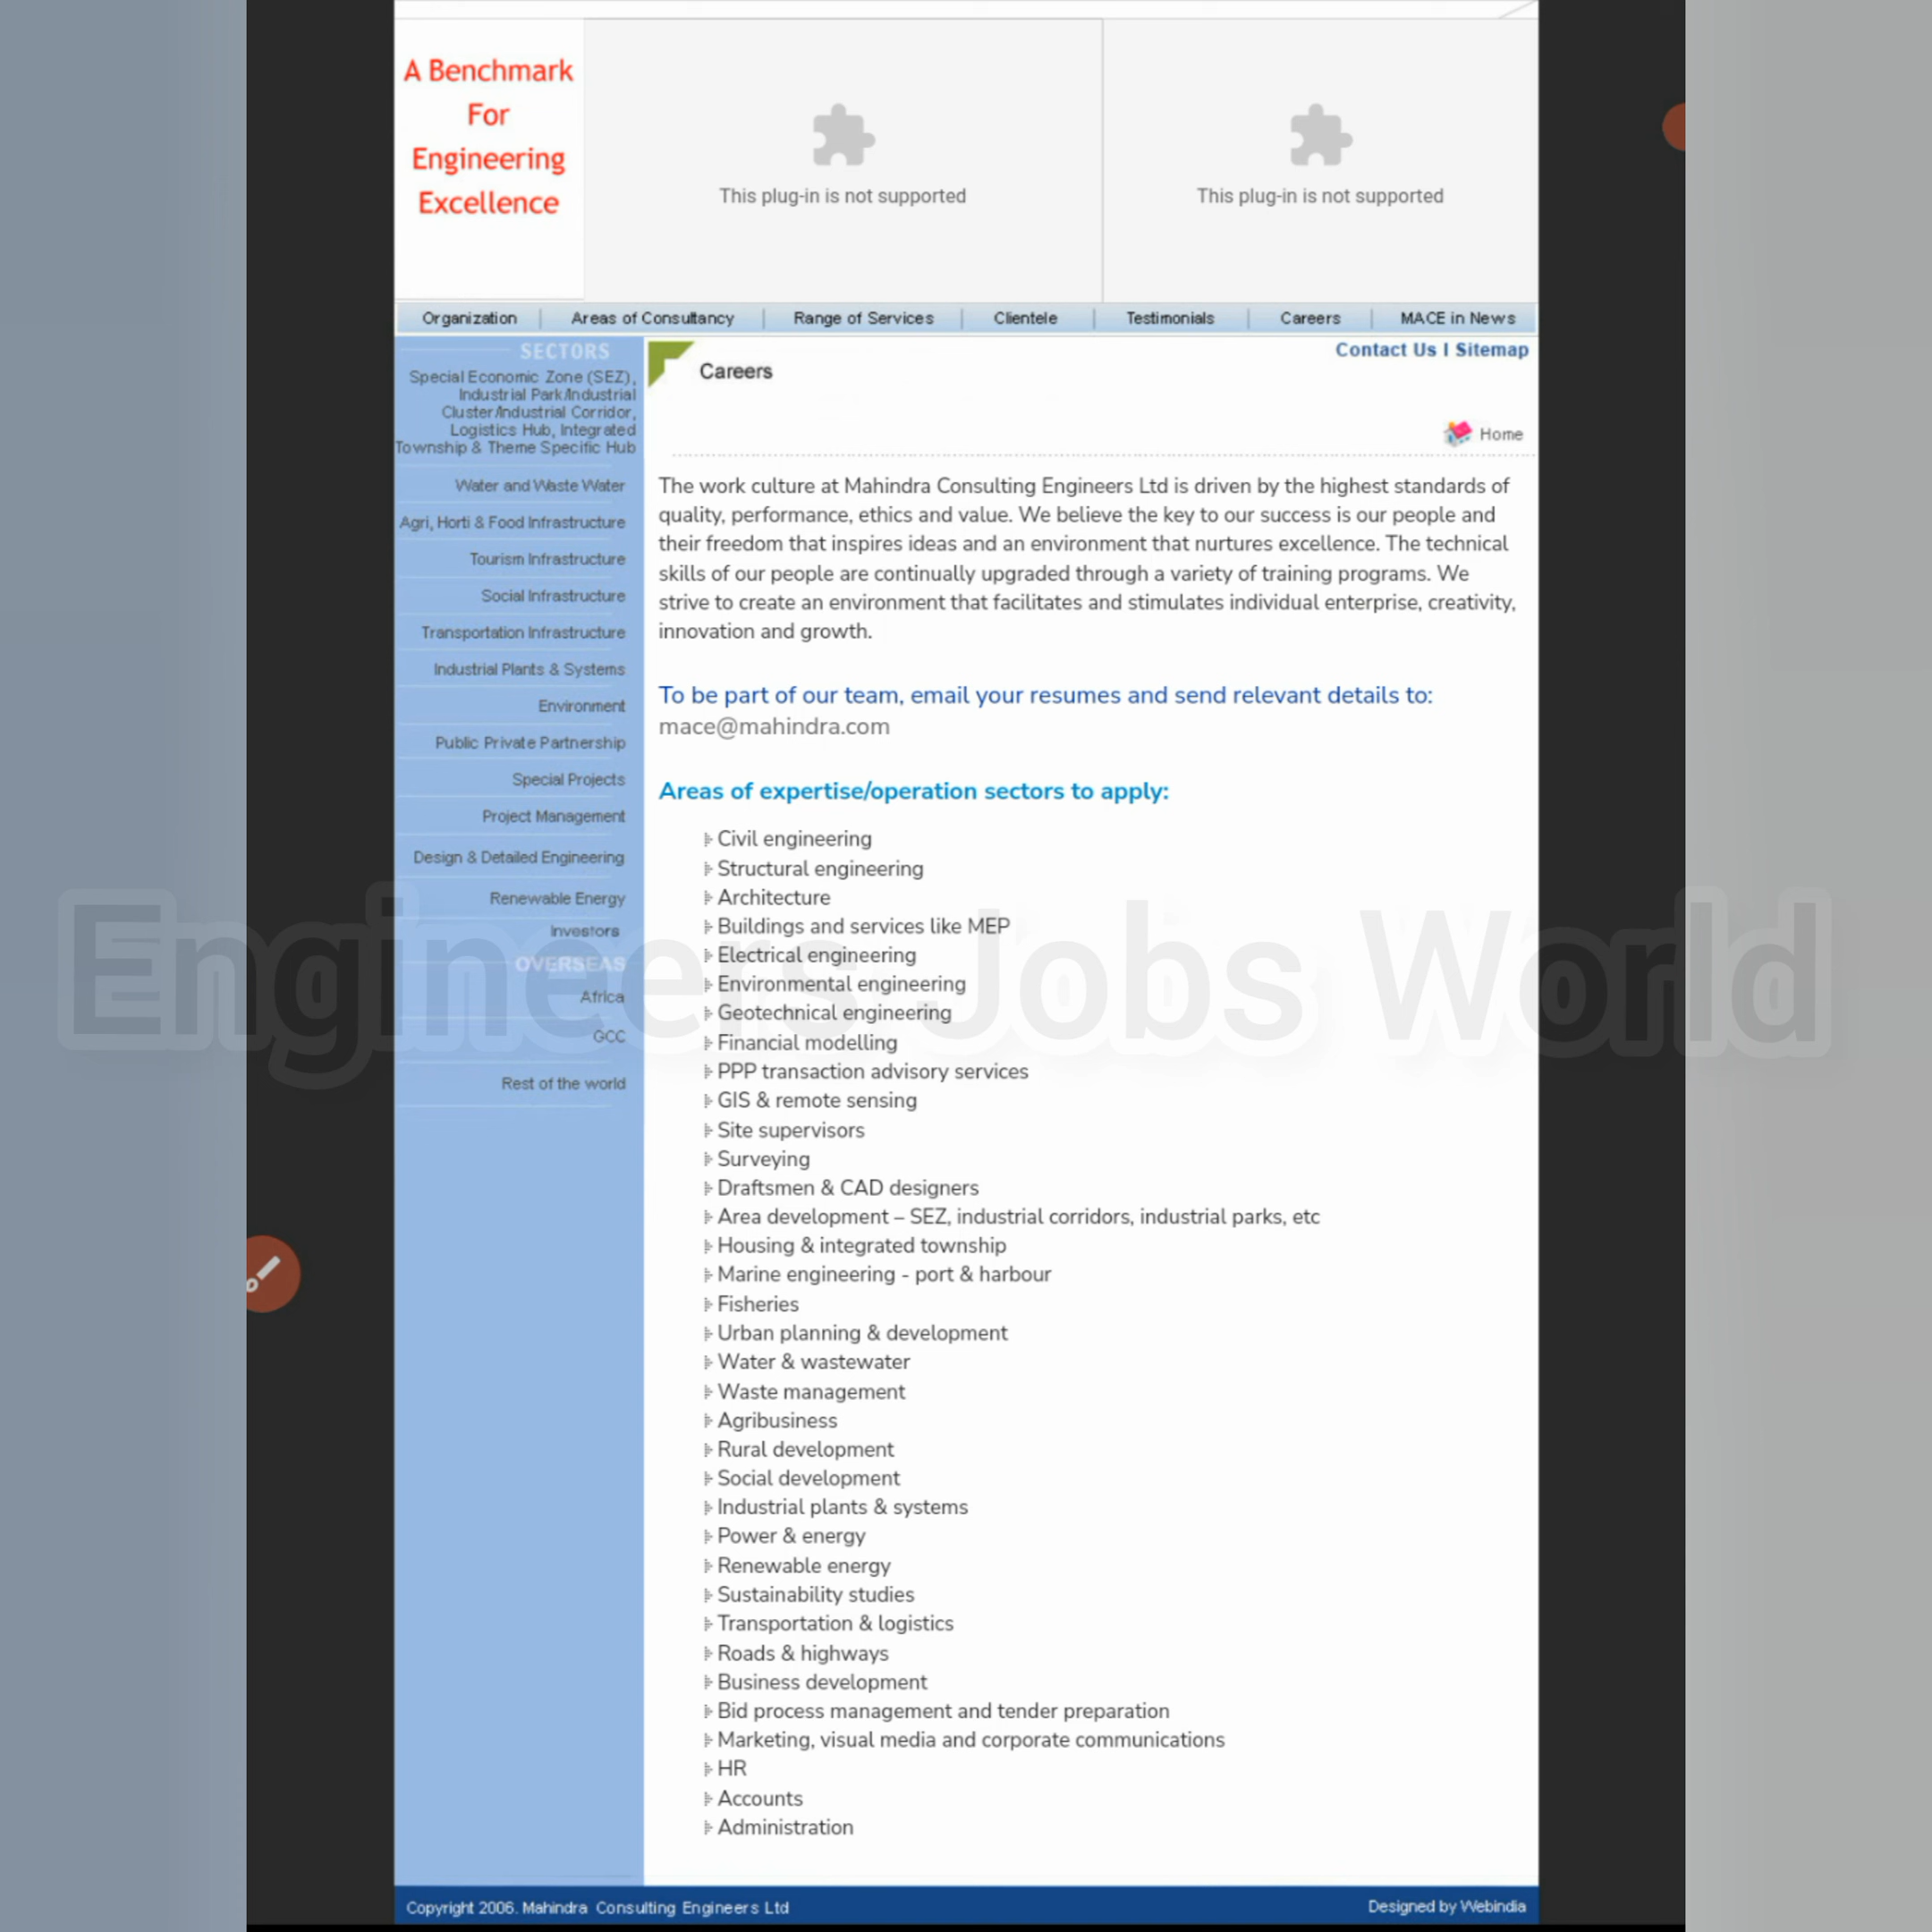 A Benchmark
For
Engineering
Excellence
This plug-in is not supported
This plug-in is not supported
Organization
Areas of Consultancy
Range of Services
Clientele
Testimonials
Careers
MACE in News
SECTORS
Special Economic Zone (SEZ),
Industrial Park/Industrial
Cluster/Industrial Corridor,
Logistics Hub, Integrated
Township & Theme Specific Hub
Water and Waste Water
Agri, Horti & Food Infrastructure
Tourism Infrastructure
Social Infrastructure
Transportation Infrastructure
Industrial Plants & Systems
Environment
Public Private Partnership
Special Projects
Project Management
Design & Detailed Engineering
Renewable Energy
Investors
OVERSEAS
Africa
GCC
Rest of the world
Contact Us I Sitemap
Careers
Home
The work culture at Mahindra Consulting Engineers Ltd is driven by the highest standards of
quality, performance, ethics and value. We believe the key to our success is our people and
their freedom that inspires ideas and an environment that nurtures excellence. The technical
skills of our people are continually upgraded through a variety of training programs. We
strive to create an environment that facilitates and stimulates individual enterprise, creativity,
innovation and growth.
To be part of our team, email your resumes and send relevant details to:
mace@mahindra.com
Areas of expertise/operation sectors to apply:
Civil engineering
Structural engineering
Architecture
Buildings and services like MEP
Electrical engineering
Environmental engineering
Geotechnical engineering
Financial modelling
PPP transaction advisory services
GIS & remote sensing
Site supervisors
Surveying
Draftsmen & CAD designers
Area development – SEZ, industrial corridors, industrial parks, etc
Housing & integrated township
Marine engineering - port & harbour
Fisheries
Urban planning & development
Water & wastewater
Waste management
Agribusiness
Rural development
Social development
Industrial plants & systems
Power & energy
Renewable energy
Sustainability studies
Transportation & logistics
Roads & highways
Business development
Bid process management and tender preparation
Marketing, visual media and corporate communications
HR
Accounts
Administration
Engineers Jobs World
Copyright 2006. Mahindra Consulting Engineers Ltd
Designed by Webindia